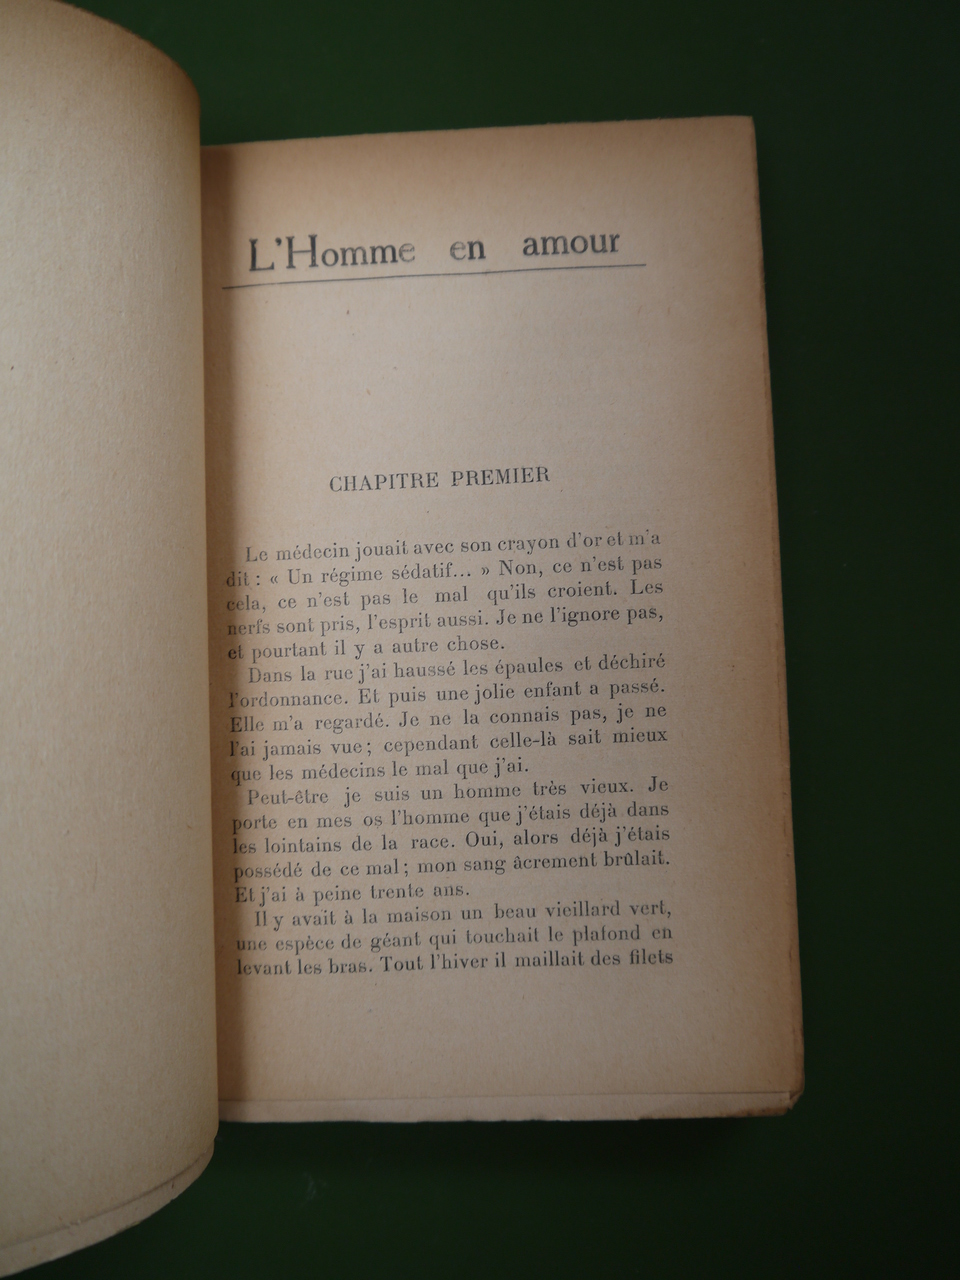 L'Homme en amour
CHAPITRE PREMIER
Le médecin jouait avec son crayon d'or et m'a
dit : « Un régime sédatif... » Non, ce n'est pas
cela, ce n'est pas le mal qu'ils croient. Les
nerfs sont pris, l'esprit aussi. Je ne l'ignore pas,
et pourtant il y a autre chose.
Dans la rue j'ai haussé les épaules et déchiré
l'ordonnance. Et puis une jolie enfant a passé.
Elle m'a regardé. Je ne la connais pas, je ne
l'ai jamais vue ; cependant celle-là sait mieux
que les médecins le mal que j'ai.
Peut-être je suis un homme très vieux. Je
porte en mes os l'homme que j'étais déjà dans
les lointains de la race. Oui, alors déjà j'étais
possédé de ce mal ; mon sang âcrement brûlait.
Et j'ai à peine trente ans.
Il y avait à la maison un beau vieillard vert,
une espèce de géant qui touchait le plafond en
levant les bras. Tout l'hiver il maillait des filets